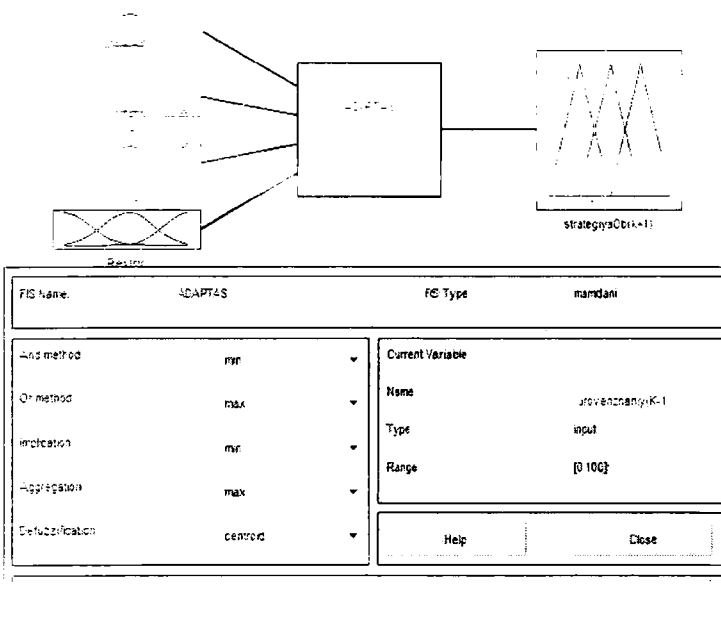 ADAPT4S
strategiyaOb(k+1)
FIS Name: ADAPT4S FIS Type mamdani
And method min
Or method max
Implication min
Aggregation max
Defuzzification centroid
Current Variable
Name
Type input
Range [0 100]
Help Close